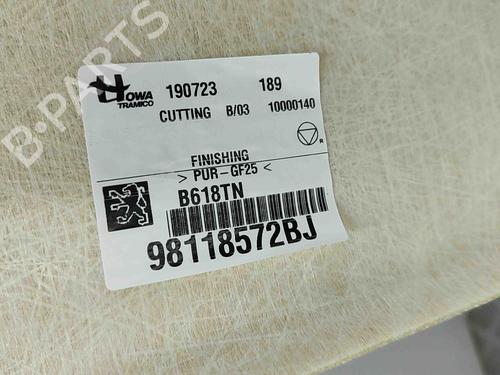 HOWA 190723 189
TRAMICO
CUTTING B/03 10000140
R
FINISHING
> PUR-GF25 <
B618TN
98118572BJ
B-PARTS